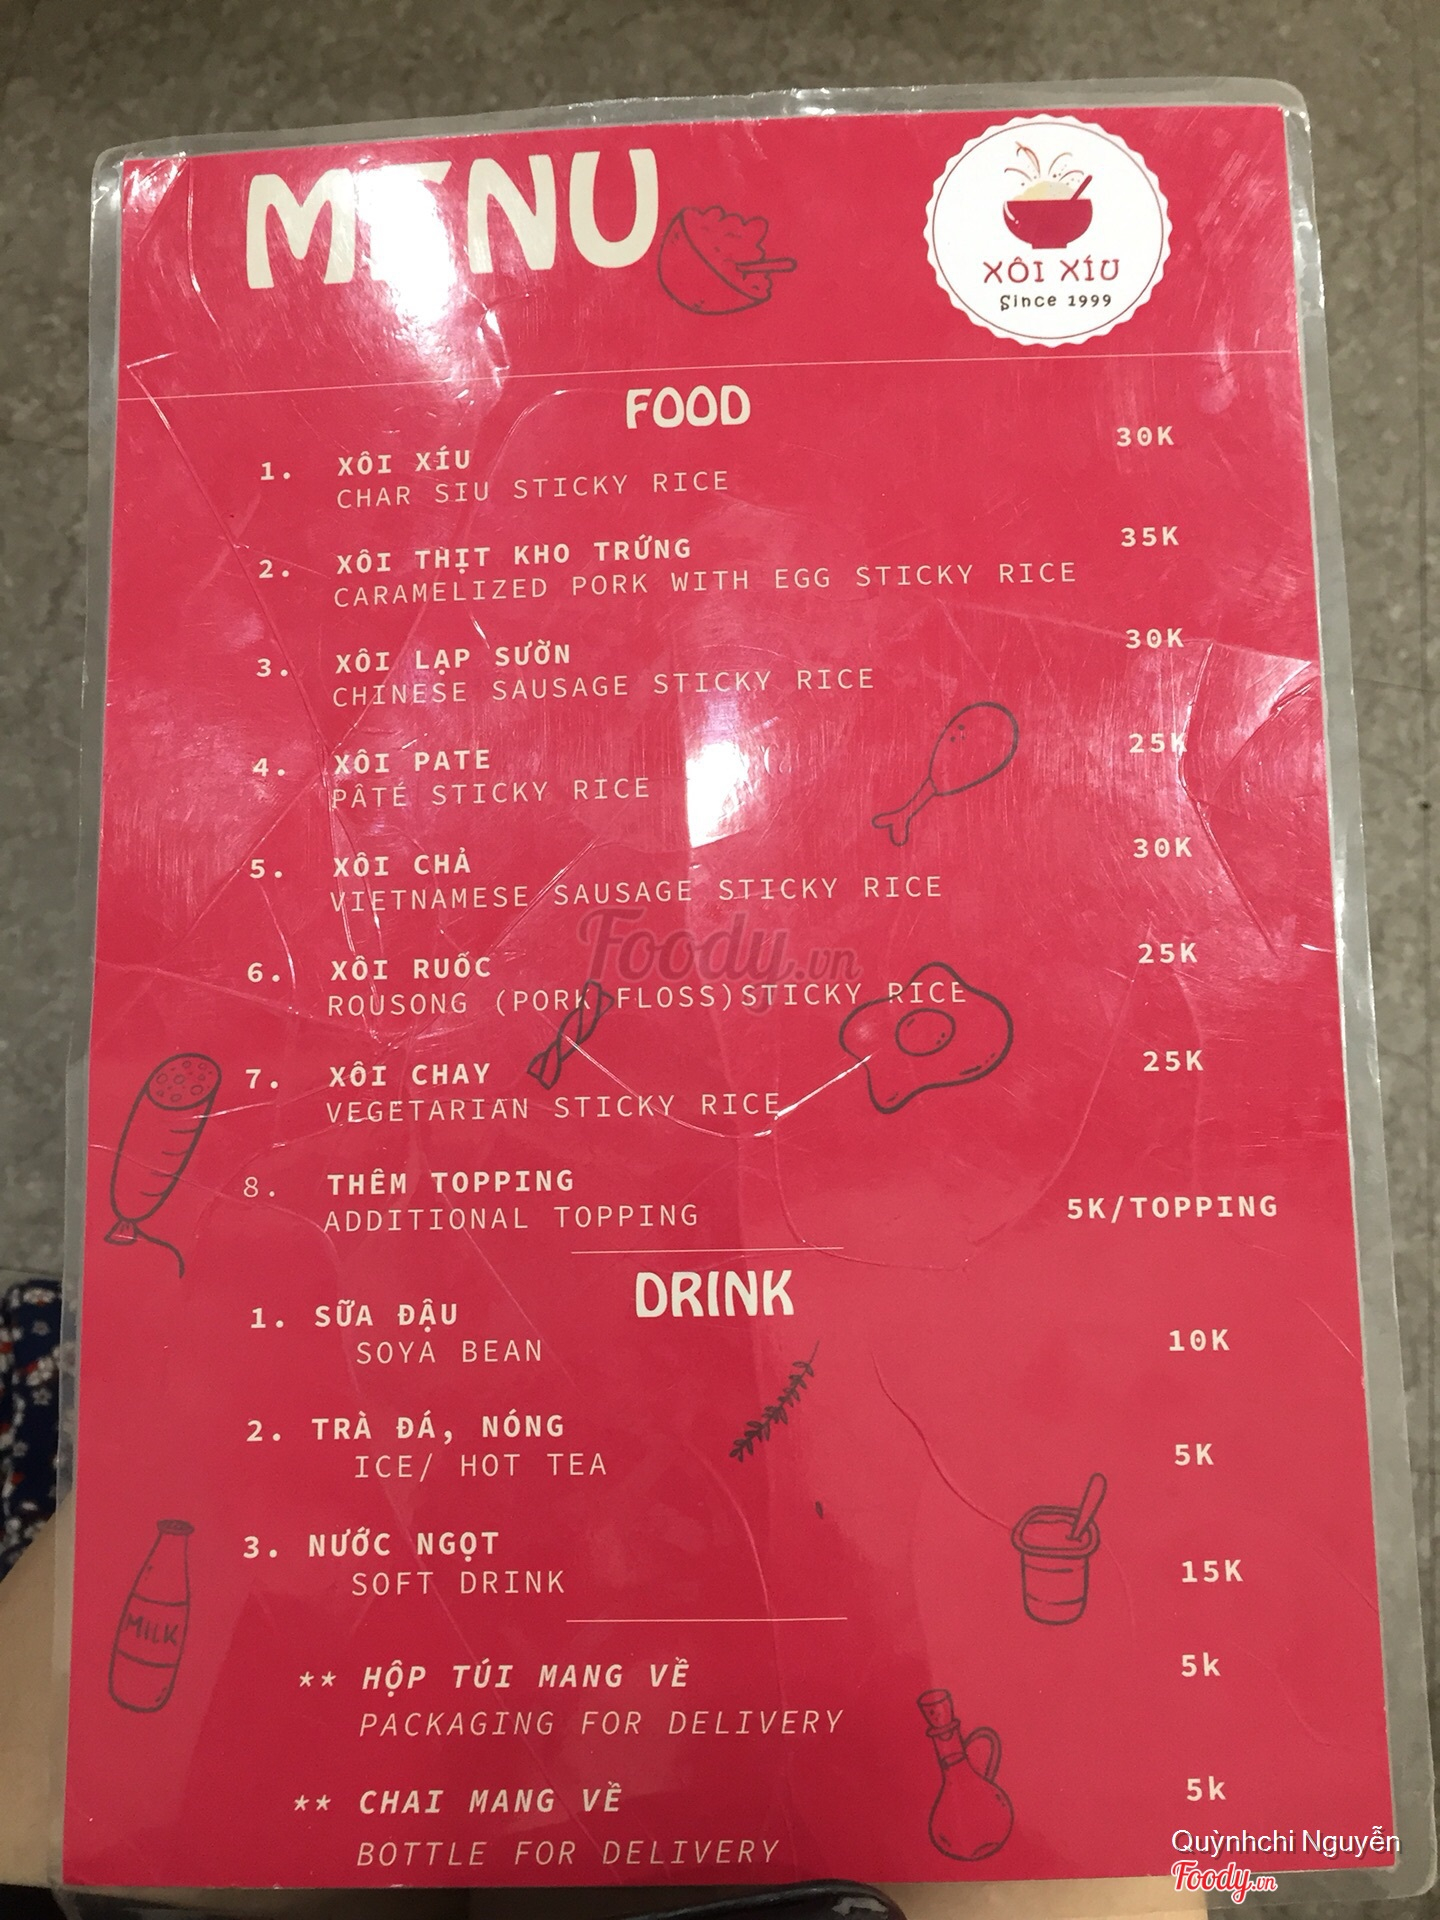 MENU
XÔI XÍU
Since 1999
FOOD
1. XÔI XÍU 30K
CHAR SIU STICKY RICE
2. XÔI THỊT KHO TRỨNG 35K
CARAMELIZED PORK WITH EGG STICKY RICE
3. XÔI LẠP SƯỜN 30K
CHINESE SAUSAGE STICKY RICE
4. XÔI PATE 25K
PÂTÉ STICKY RICE
5. XÔI CHẢ 30K
VIETNAMESE SAUSAGE STICKY RICE
Foody.vn
6. XÔI RUỐC 25K
ROUSONG (PORK FLOSS)STICKY RICE
7. XÔI CHAY 25K
VEGETARIAN STICKY RICE
8. THÊM TOPPING 5K/TOPPING
ADDITIONAL TOPPING
DRINK
1. SỮA ĐẬU 10K
SOYA BEAN
2. TRÀ ĐÁ, NÓNG 5K
ICE/ HOT TEA
3. NƯỚC NGỌT 15K
SOFT DRINK
MILK
** HỘP TÚI MANG VỀ 5k
PACKAGING FOR DELIVERY
** CHAI MANG VỀ 5k
BOTTLE FOR DELIVERY
Quỳnhchi Nguyễn
Foody.vn